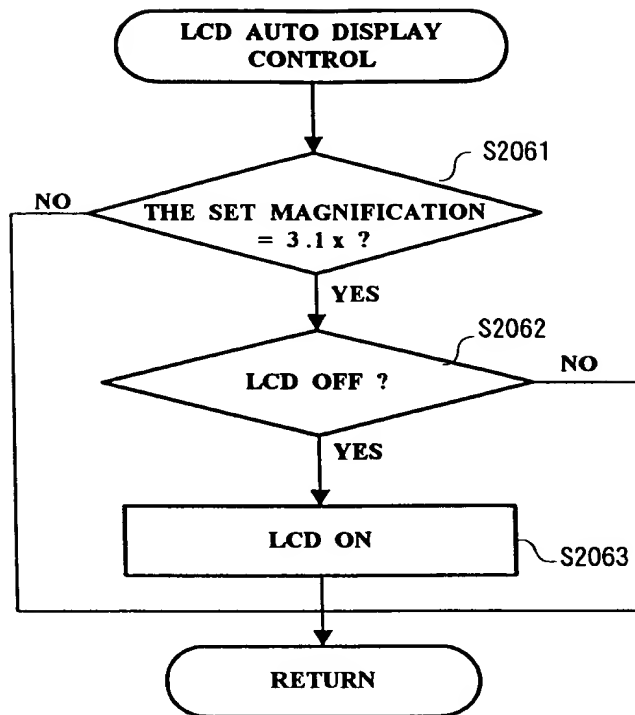 LCD AUTO DISPLAY
CONTROL
S2061
NO
THE SET MAGNIFICATION
= 3.1x ?
YES
S2062
LCD OFF ?
NO
YES
LCD ON
S2063
RETURN